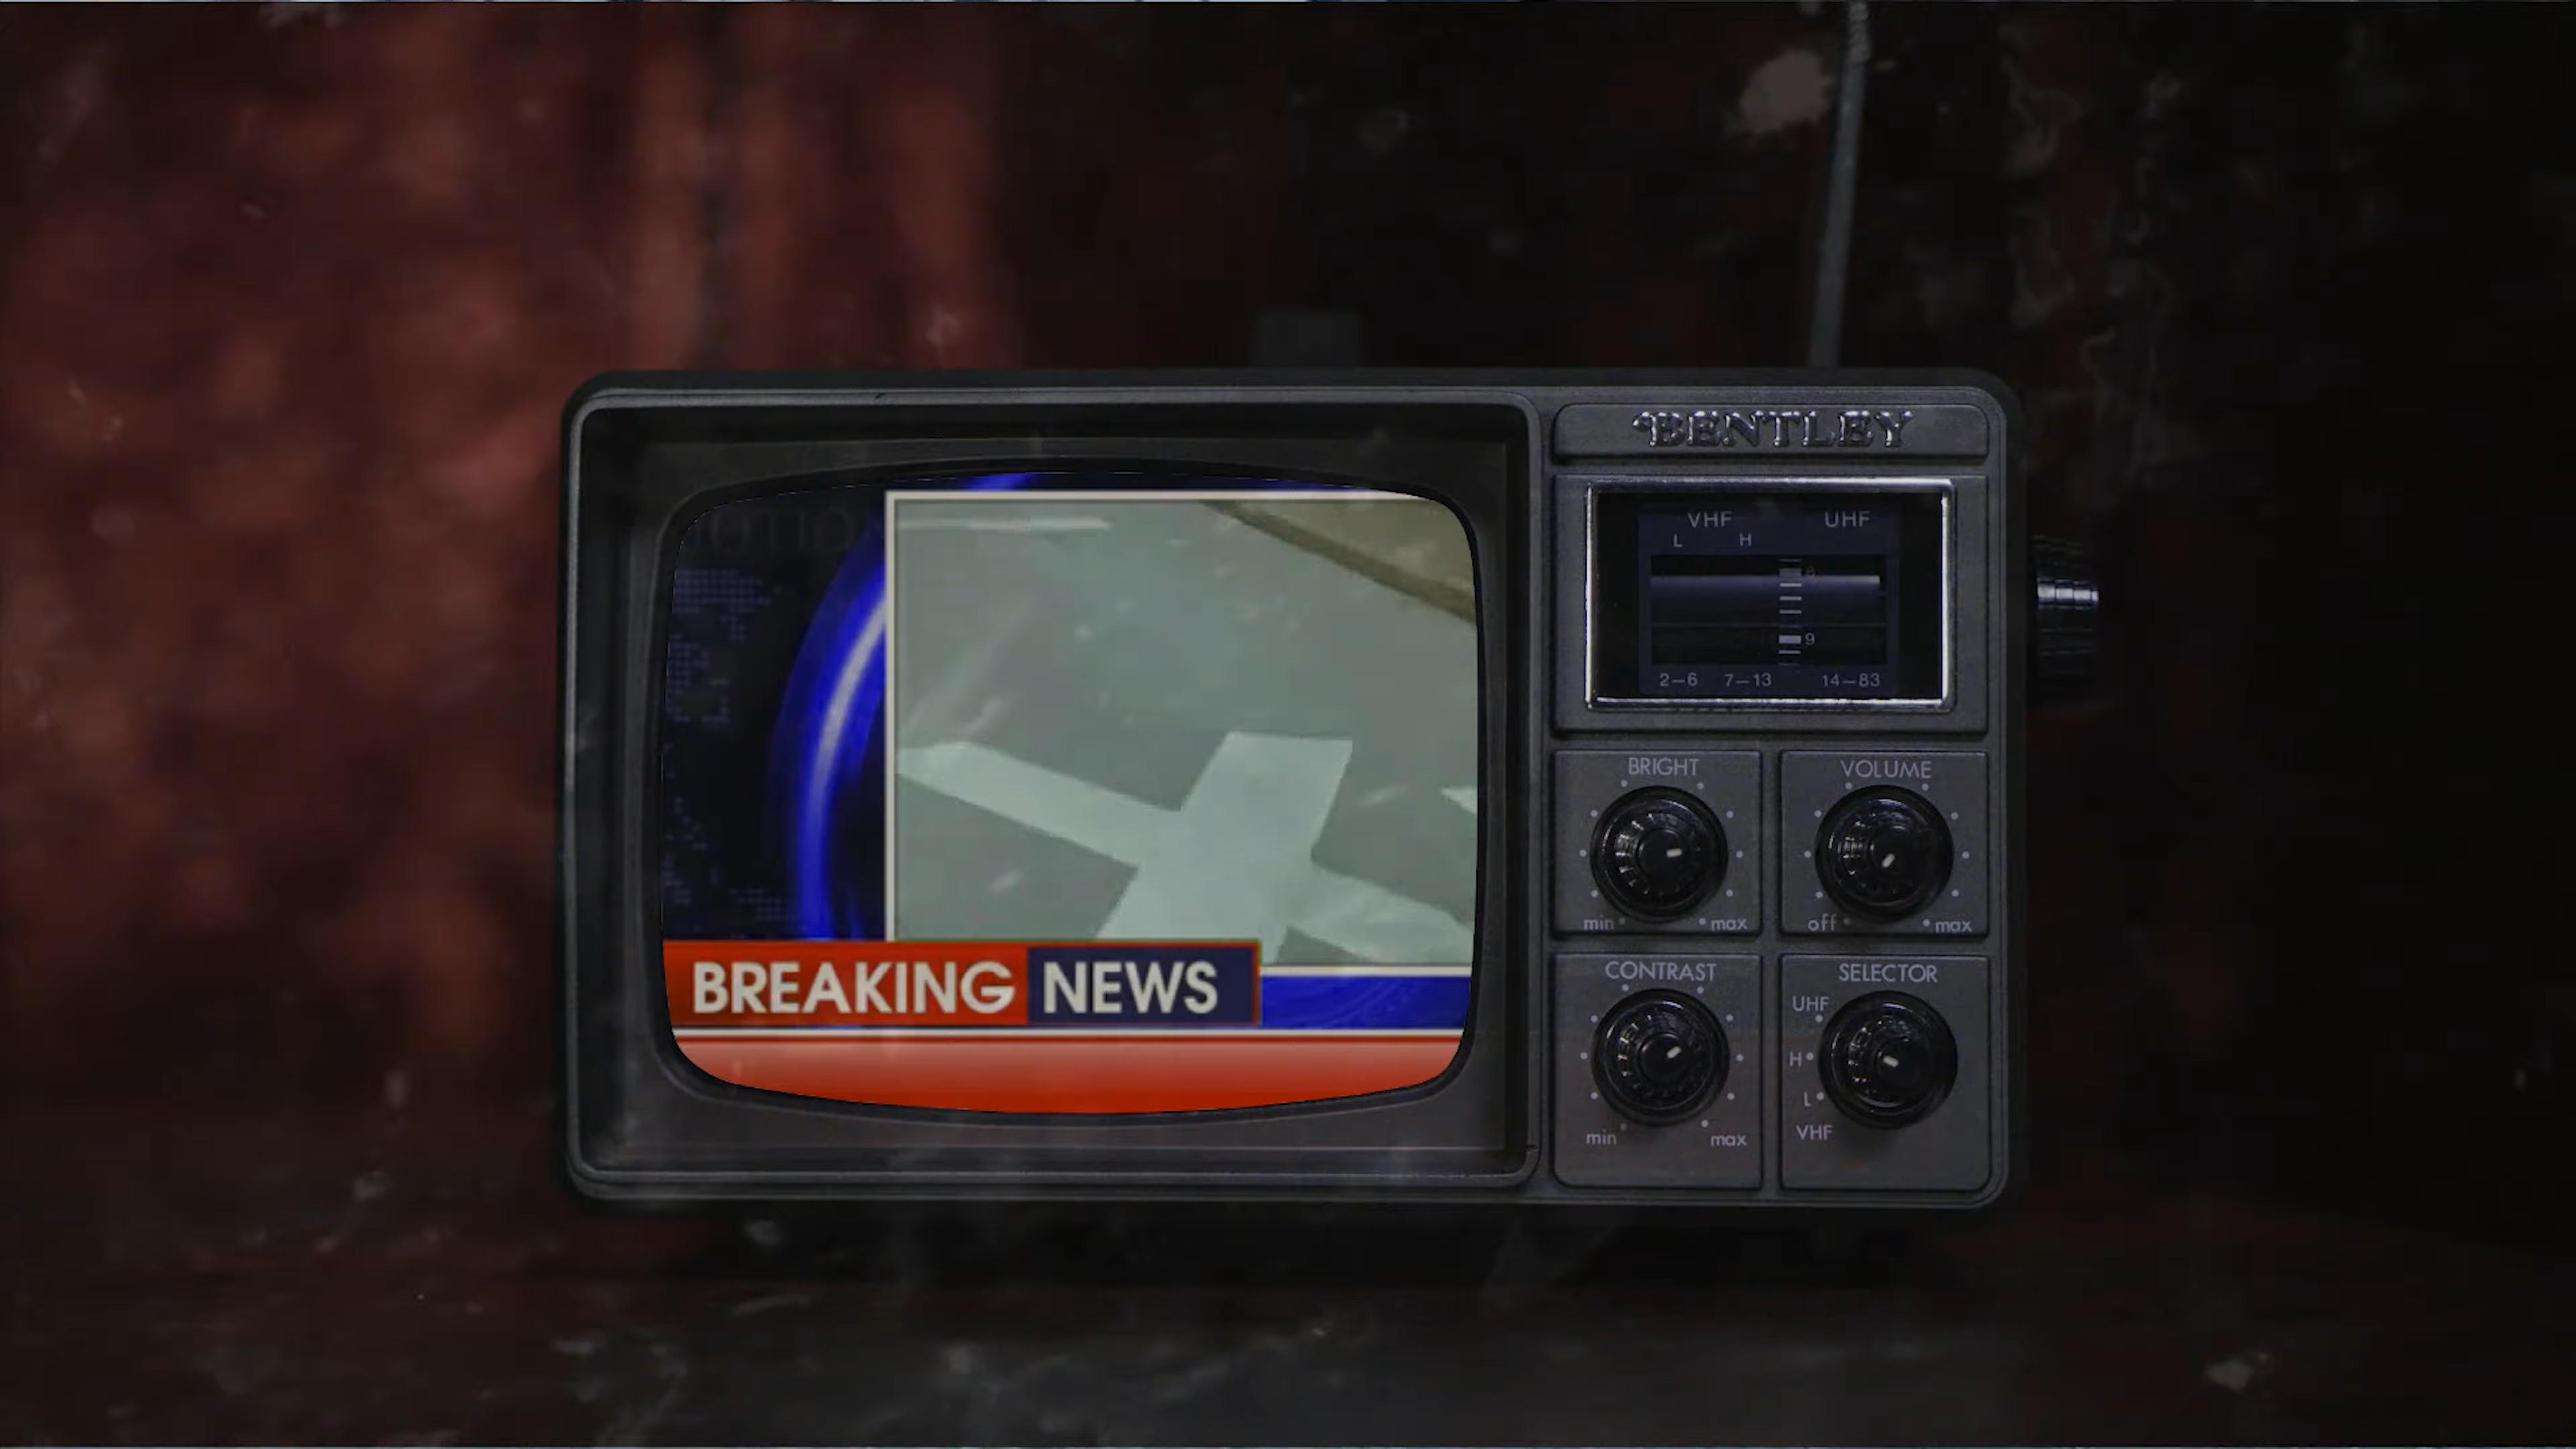 BENTLEY
VHF UHF
L H
8
9
2–6 7–13 14–83
BREAKING NEWS
BRIGHT
min max
VOLUME
off max
CONTRAST
min max
SELECTOR
UHF
H
L
VHF